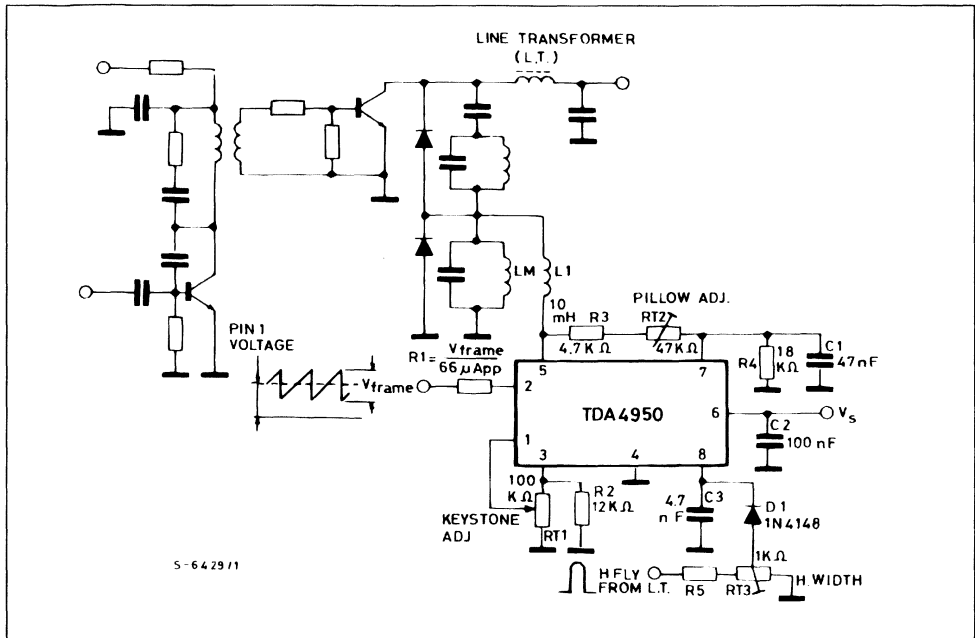 LINE TRANSFORMER
(L.T.)
LM
L1
10
mH
R3
4.7KΩ
PILLOW ADJ.
RT2
47KΩ
R4
18
KΩ
C1
47nF
PIN 1
VOLTAGE
R1=
Vframe
66 µApp
Vframe
5
7
2
6
TDA4950
1
3
4
8
Vs
C2
100 nF
100
KΩ
R2
12KΩ
4.7
nF
C3
D1
1N4148
KEYSTONE
ADJ
RT1
1KΩ
S-6429/1
H.FLY
FROM L.T.
R5
RT3
H.WIDTH